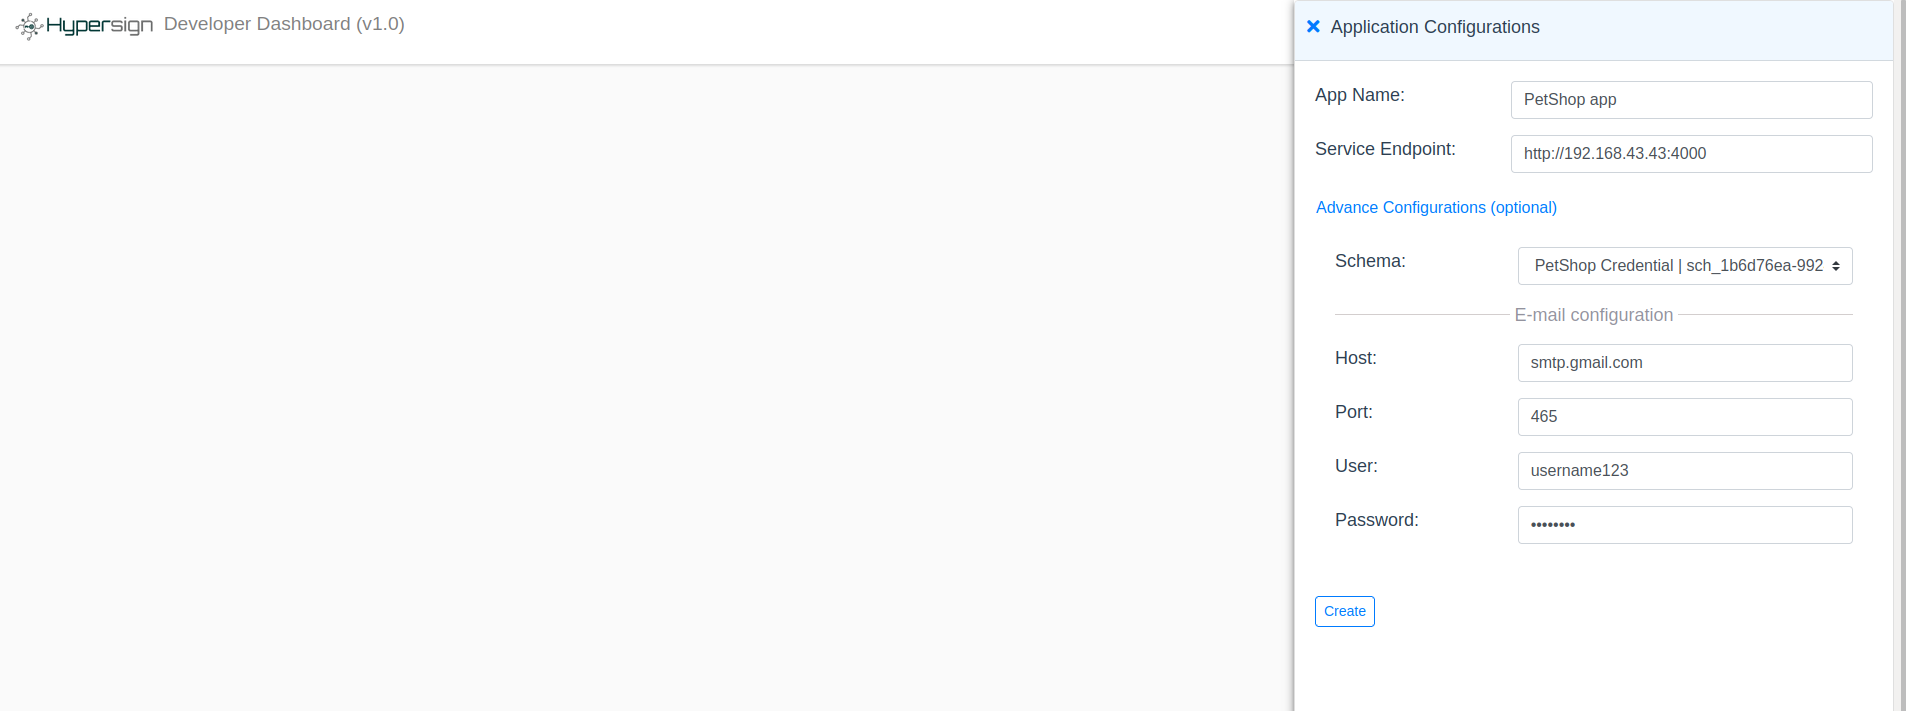 Hypersign Developer Dashboard (v1.0)
Application Configurations
App Name: PetShop app
Service Endpoint: http://192.168.43.43:4000
Advance Configurations (optional)
Schema: PetShop Credential | sch_1b6d76ea-992
E-mail configuration
Host: smtp.gmail.com
Port: 465
User: username123
Password: ••••••••
Create